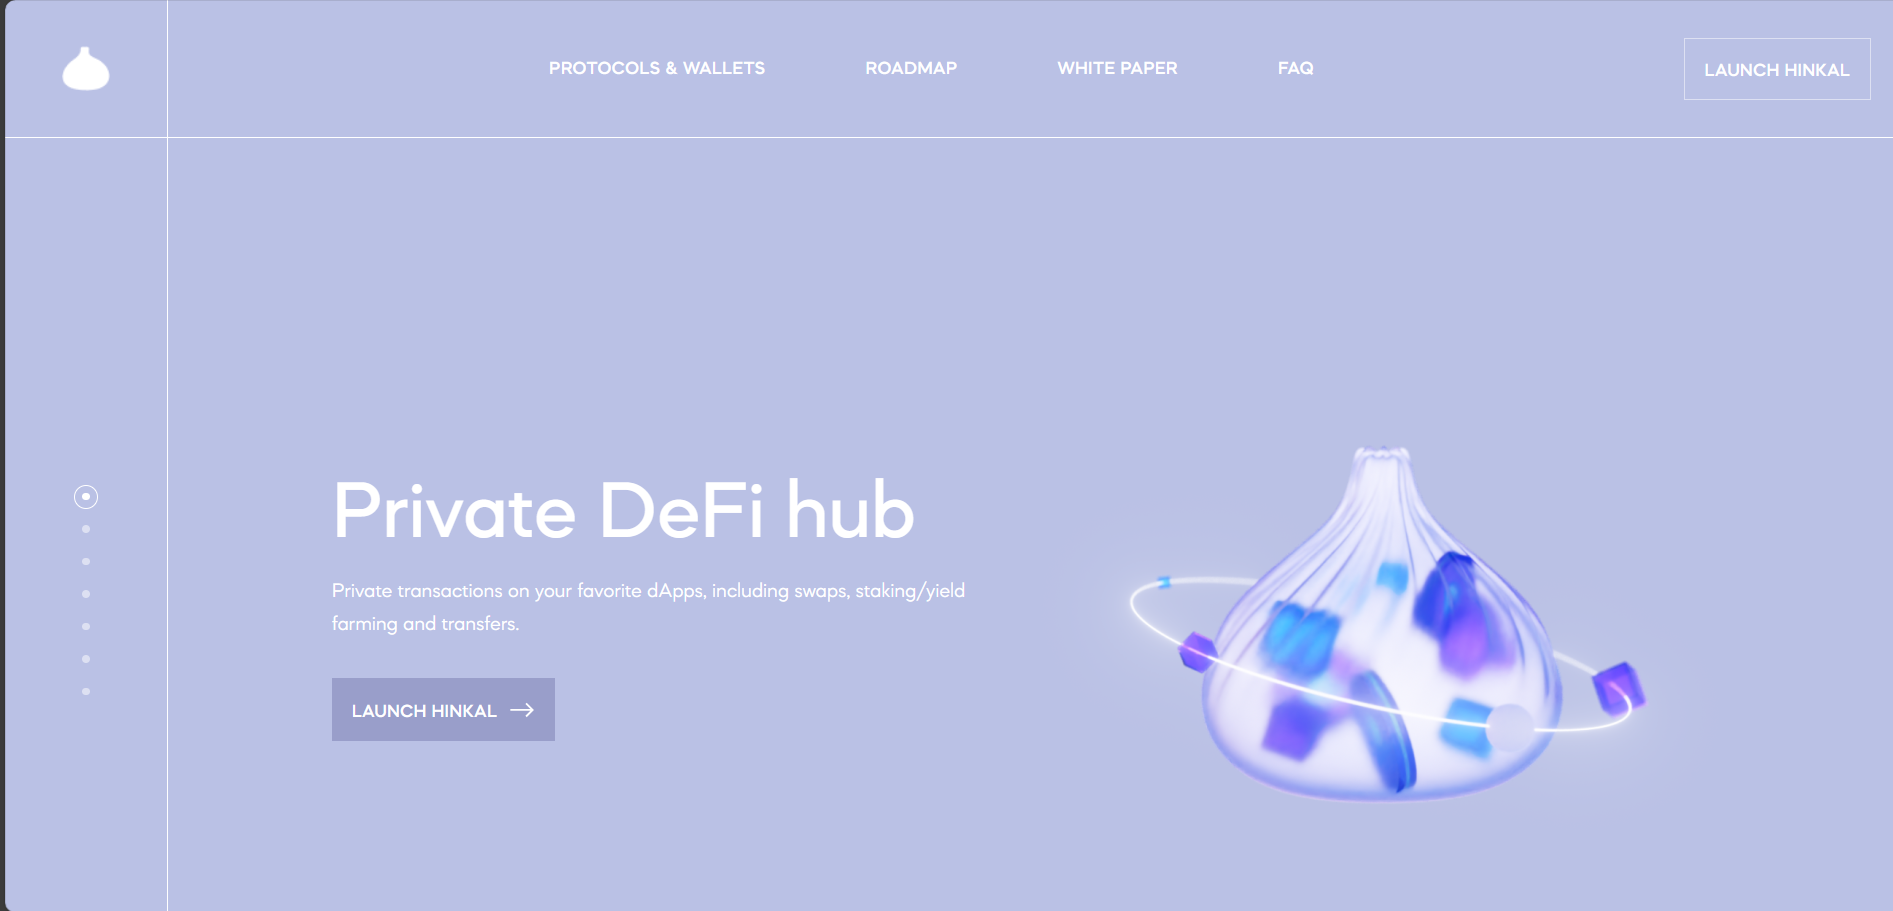 PROTOCOLS & WALLETS
ROADMAP
WHITE PAPER
FAQ
LAUNCH HINKAL
Private DeFi hub
Private transactions on your favorite dApps, including swaps, staking/yield
farming and transfers.
LAUNCH HINKAL